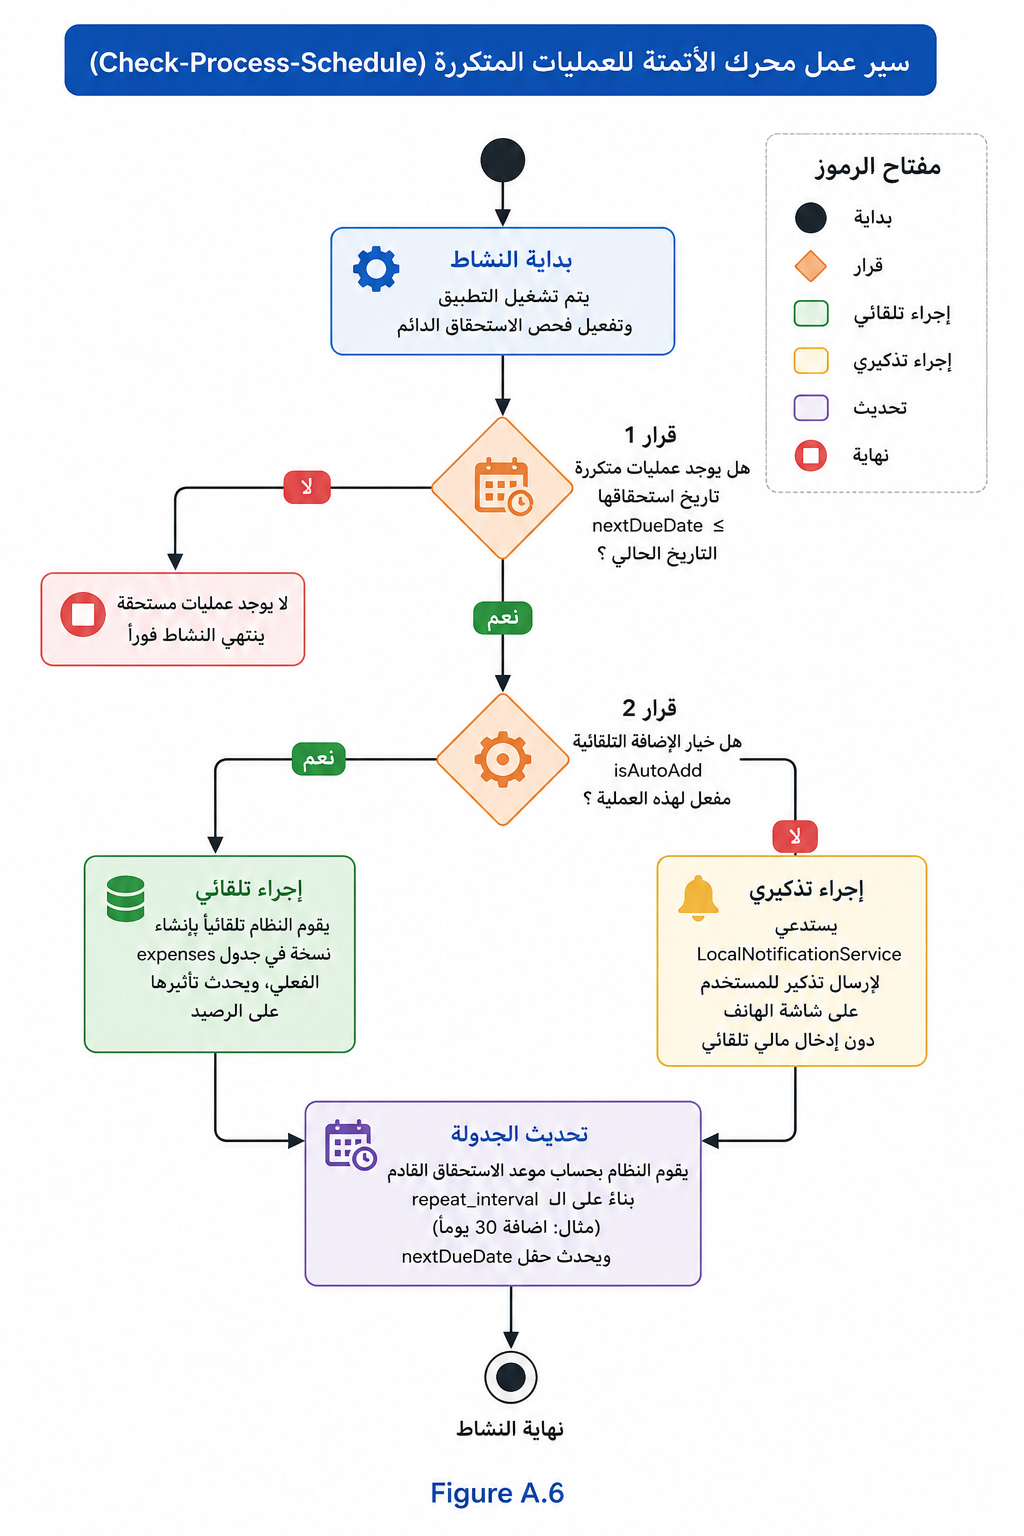 سير عمل محرك الأتمتة للعمليات المتكررة (Check-Process-Schedule)
مفتاح الرموز
بداية
قرار
إجراء تلقائي
إجراء تذكيري
تحديث
نهاية
بداية النشاط
يتم تشغيل التطبيق
وتفعيل فحص الاستحقاق الدائم
قرار 1
هل يوجد عمليات متكررة
تاريخ استحقاقها
nextDueDate ≤
التاريخ الحالي ؟
لا
لا يوجد عمليات مستحقة
ينتهي النشاط فوراً
نعم
قرار 2
هل خيار الإضافة التلقائية
isAutoAdd
مفعل لهذه العملية ؟
نعم
لا
إجراء تلقائي
يقوم النظام تلقائياً بإنشاء
نسخة في جدول expenses
الفعلي، ويحدث تأثيرها
على الرصيد
إجراء تذكيري
يستدعي
LocalNotificationService
لإرسال تذكير للمستخدم
على شاشة الهاتف
دون إدخال مالي تلقائي
تحديث الجدولة
يقوم النظام بحساب موعد الاستحقاق القادم
بناءً على الـ repeat_interval
(مثال: اضافة 30 يوماً)
ويحدث حقل nextDueDate
نهاية النشاط
Figure A.6